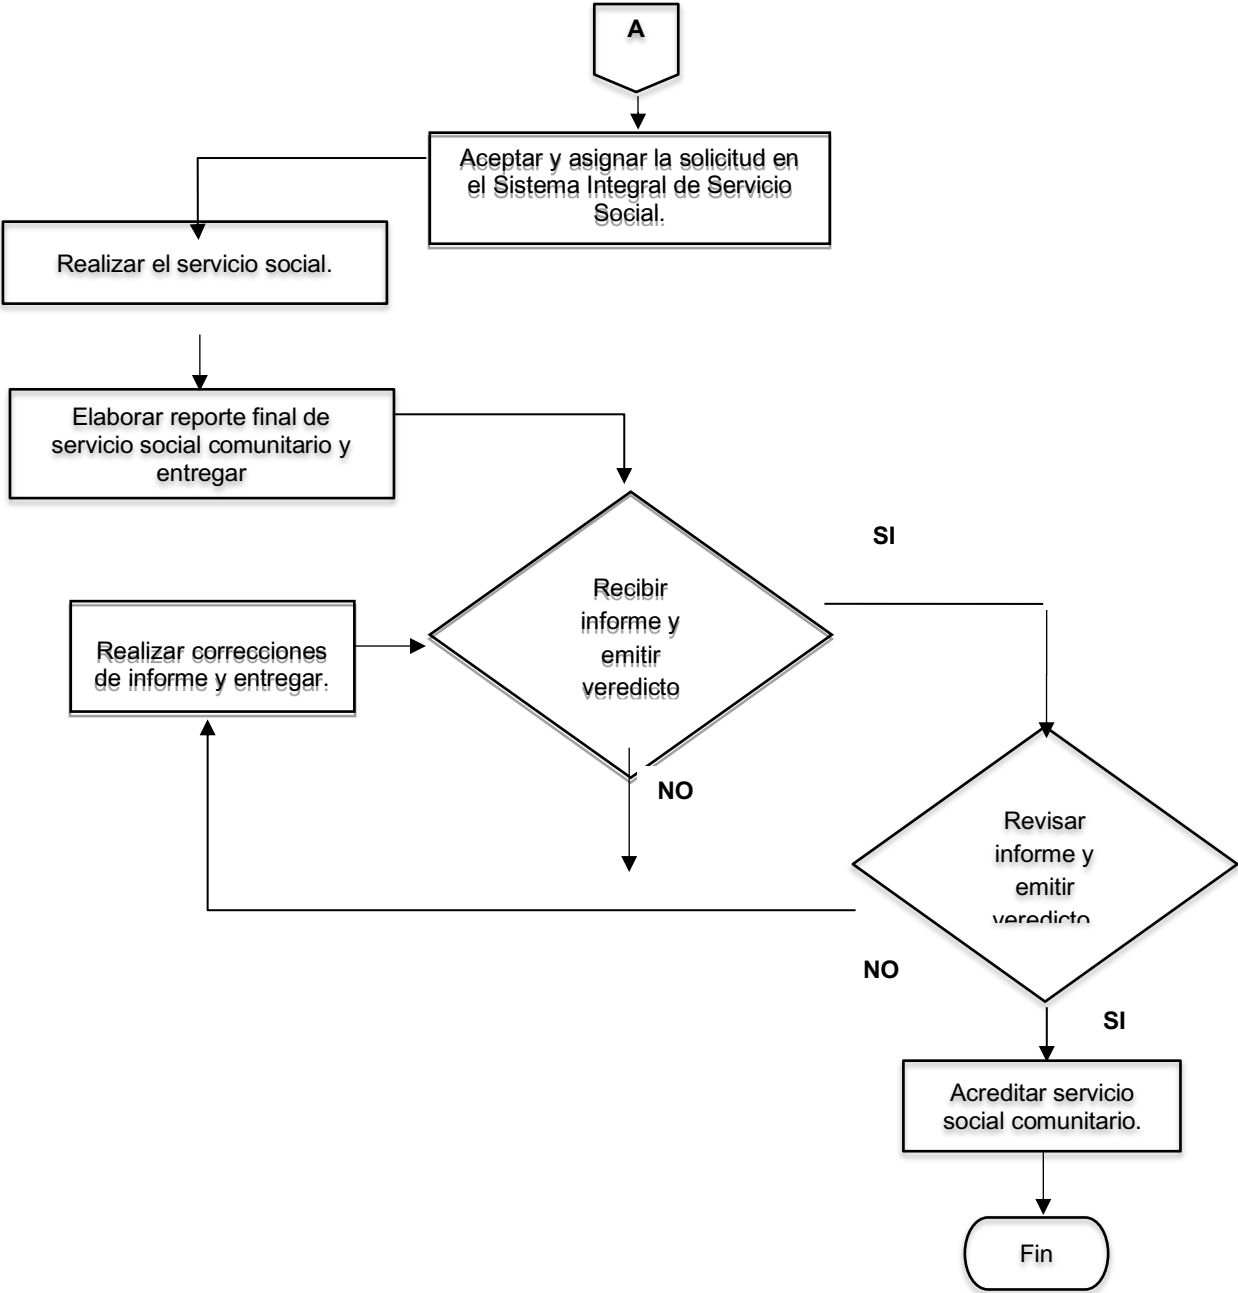 A
Aceptar y asignar la solicitud en
el Sistema Integral de Servicio
Social.
Realizar el servicio social.
Elaborar reporte final de
servicio social comunitario y
entregar
SI
Recibir
informe y
emitir
veredicto
Realizar correcciones
de informe y entregar.
NO
Revisar
informe y
emitir
veredicto
NO
SI
Acreditar servicio
social comunitario.
Fin